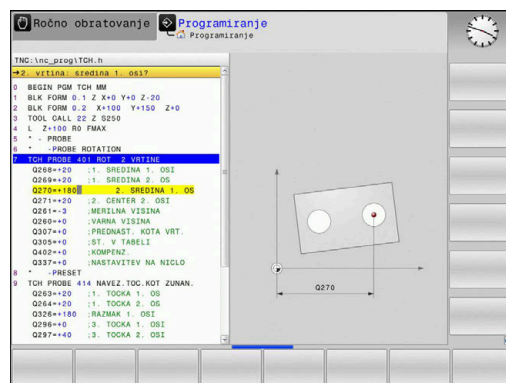 Ročno obratovanje
Programiranje
Programiranje
TNC:\nc_prog\TCH.h
→2. vrtina: sredina 1. osi?
0 BEGIN PGM TCH MM
1 BLK FORM 0.1 Z X+0 Y+0 Z-20
2 BLK FORM 0.2 X+100 Y+150 Z+0
3 TOOL CALL 22 Z S250
4 L Z+100 R0 FMAX
5 * - PROBE
6 * -PROBE ROTATION
7 TCH PROBE 401 ROT 2 VRTINE
Q268=+20 ;1. SREDINA 1. OSI
Q269=+20 ;1. SREDINA 2. OS
Q270=+180 2. SREDINA 1. OS
Q271=+20 ;2. CENTER 2. OSI
Q261=-3 ;MERILNA VISINA
Q260=+0 ;VARNA VISINA
Q307=+0 ;PREDNAST. KOTA VRT.
Q305=+0 ;ST. V TABELI
Q402=+0 ;KOMPENZ.
Q337=+0 ;NASTAVITEV NA NICLO
8 * -PRESET
9 TCH PROBE 414 NAVEZ.TOC.KOT ZUNAN.
Q263=+20 ;1. TOCKA 1. OS
Q264=+20 ;1. TOCKA 2. OS
Q326=+180 ;RAZMAK 1. OSI
Q296=+0 ;3. TOCKA 1. OSI
Q297=+40 ;3. TOCKA 2. OSI
Q270